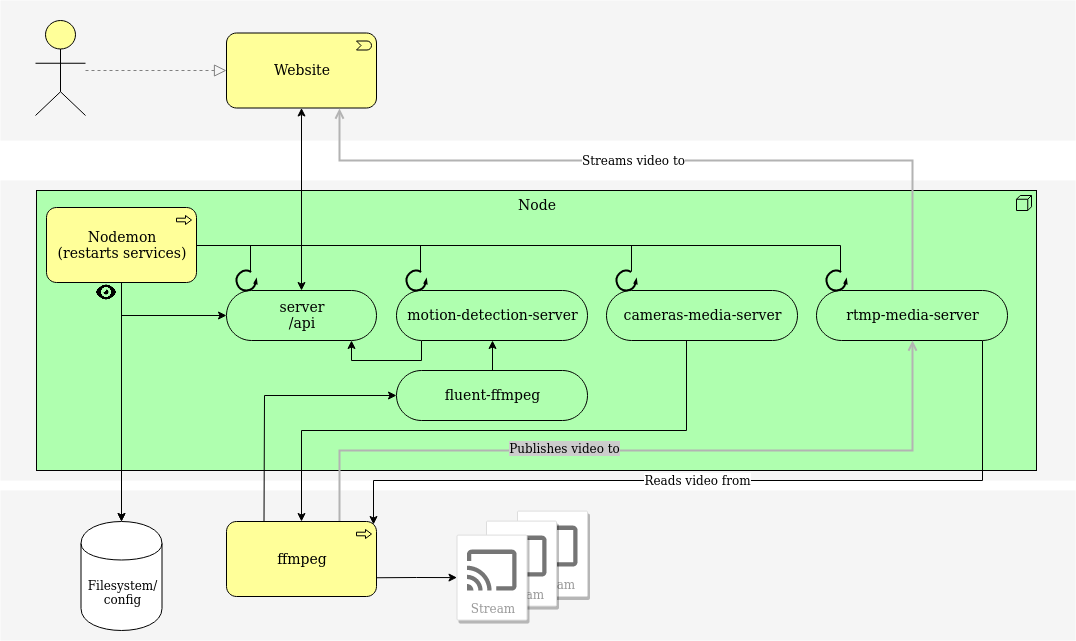 Website
Streams video to
Node
Nodemon
(restarts services)
server
/api
motion-detection-server
cameras-media-server
rtmp-media-server
fluent-ffmpeg
Publishes video to
Reads video from
Filesystem/
config
ffmpeg
Stream
am
am